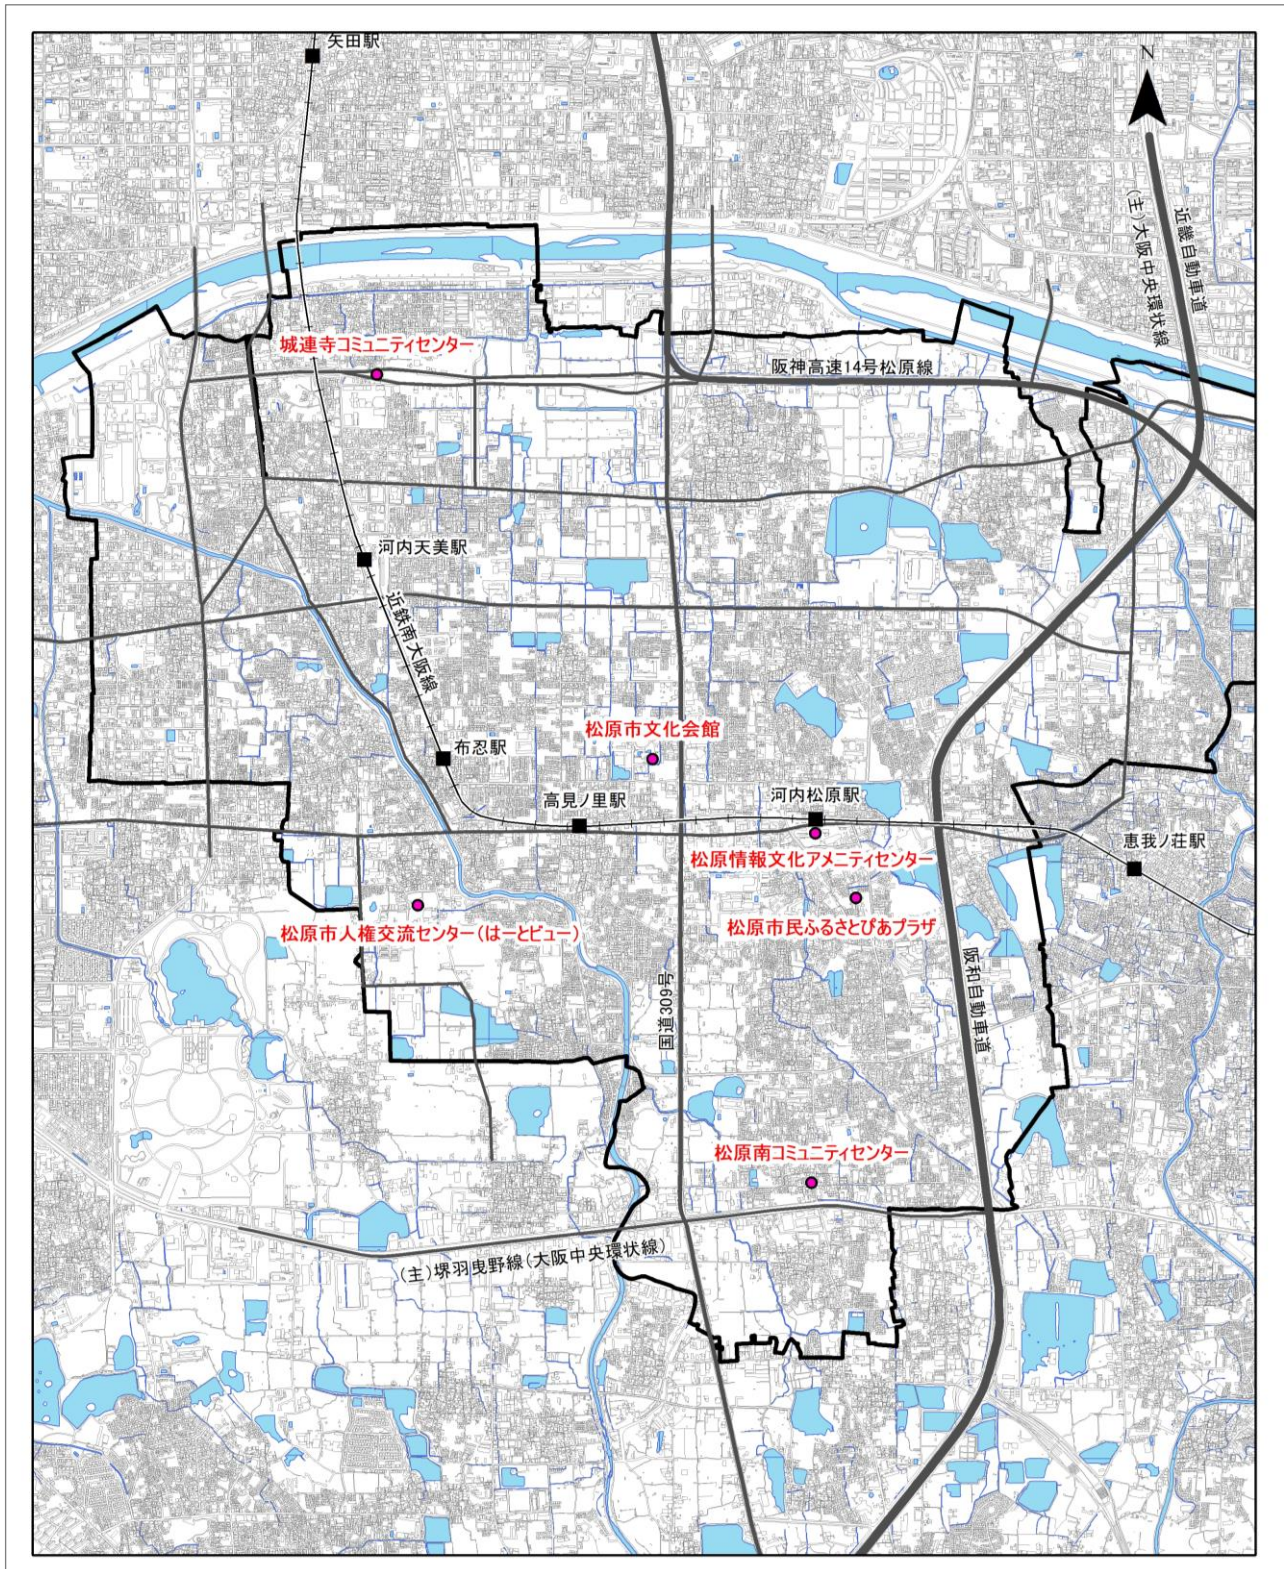 矢田駅
Z
近畿自動車道
(主)大阪中央環状線
城連寺コミュニティセンター
阪神高速14号松原線
河内天美駅
近鉄南大阪線
松原市文化会館
布忍駅
高見ノ里駅
河内松原駅
恵我ノ荘駅
松原情報文化アメニティセンター
松原市民ふるさとぴあプラザ
松原市人権交流センター(はーとビュー)
国道309号
阪和自動車道
松原南コミュニティセンター
(主)堺羽曳野線(大阪中央環状線)